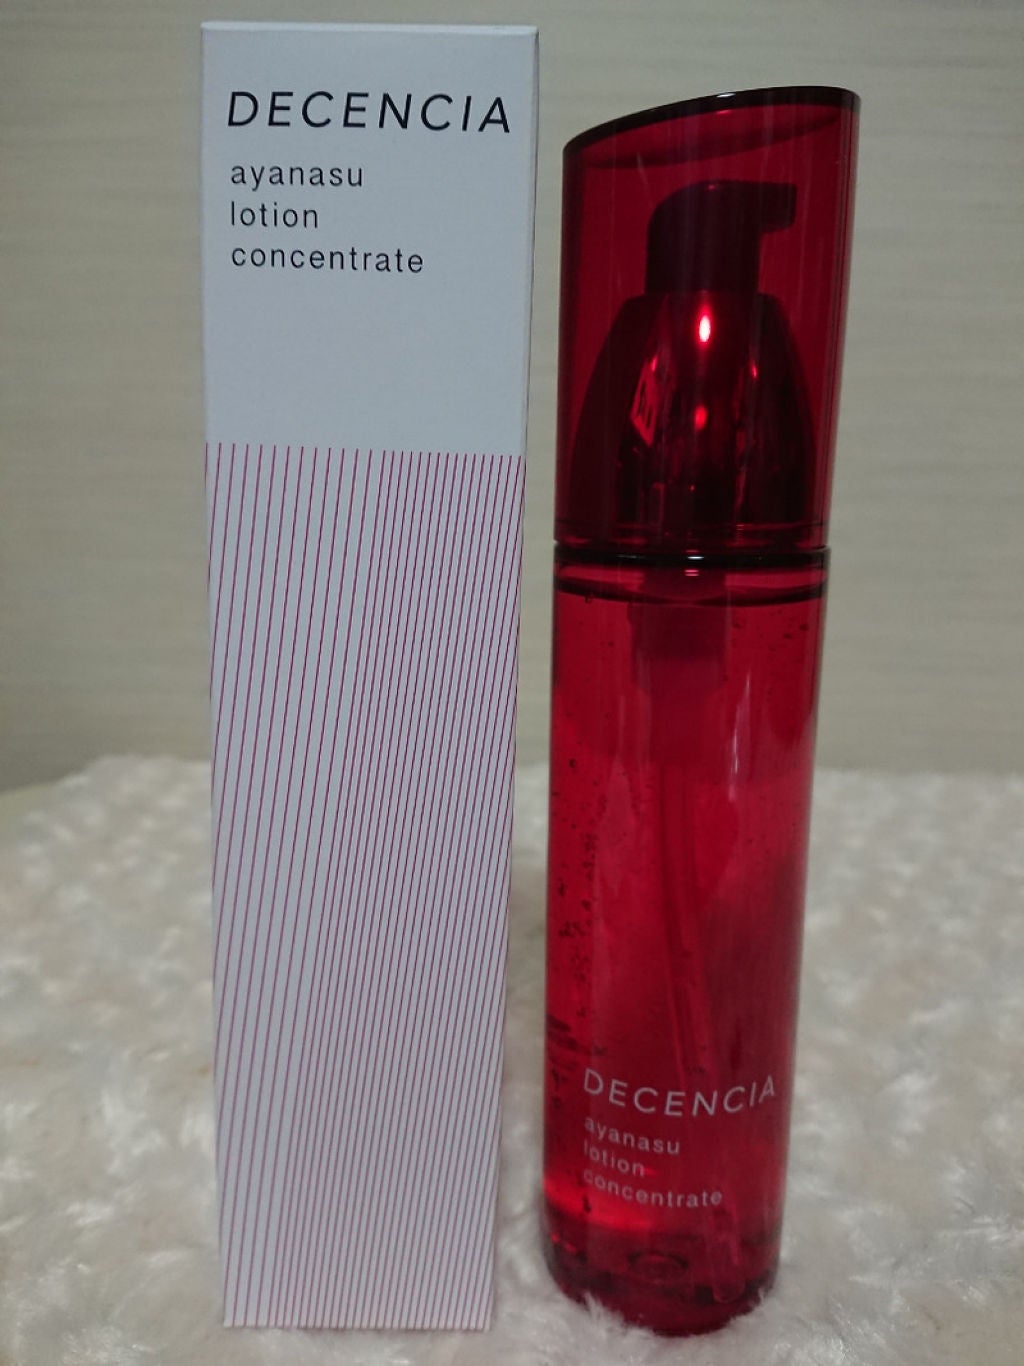 DECENCIA
ayanasu
lotion
concentrate
DECENCIA
ayanasu
lotion
concentrate